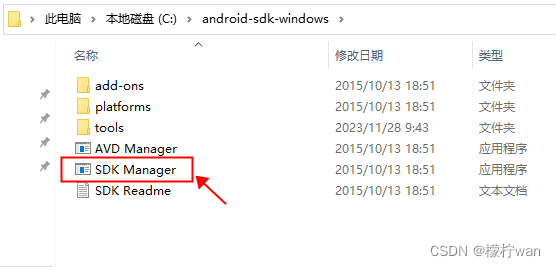 此电脑 > 本地磁盘 (C:) > android-sdk-windows >
名称 修改日期 类型
add-ons 2015/10/13 18:51 文件夹
platforms 2015/10/13 18:51 文件夹
tools 2023/11/28 9:43 文件夹
AVD Manager 2015/10/13 18:51 应用程序
SDK Manager 2015/10/13 18:51 应用程序
SDK Readme 2015/10/13 18:51 文本文档
CSDN @檬柠wan